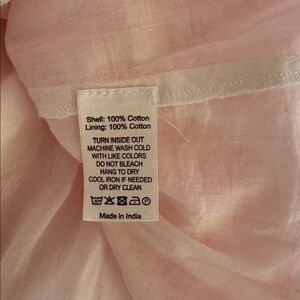 Shell: 100% Cotton
Lining: 100% Cotton
TURN INSIDE OUT
MACHINE WASH COLD
WITH LIKE COLORS
DO NOT BLEACH
HANG TO DRY
COOL IRON IF NEEDED
OR DRY CLEAN
Made in India